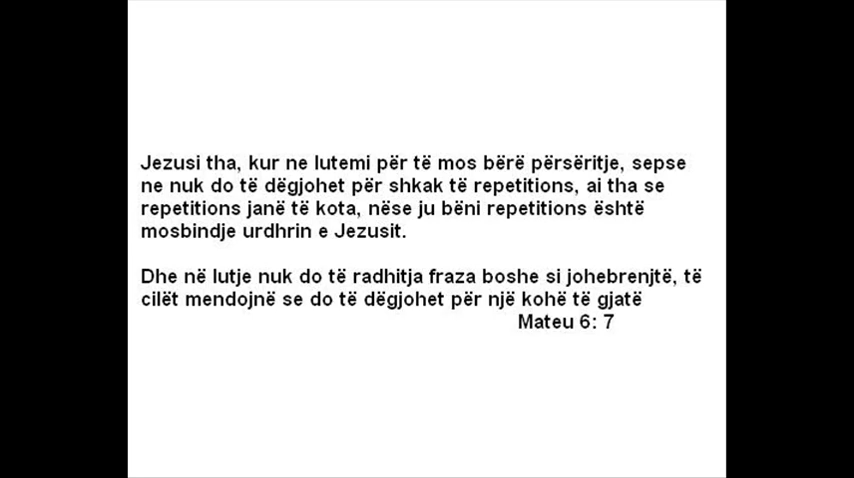 Jezusi tha, kur ne lutemi për të mos bërë përsëritje, sepse
ne nuk do të dëgjohet për shkak të repetitions, ai tha se
repetitions janë të kota, nëse ju bëni repetitions është
mosbindje urdhrin e Jezusit.
Dhe në lutje nuk do të radhitja fraza boshe si johebrenjtë, të
cilët mendojnë se do të dëgjohet për një kohë të gjatë
Mateu 6: 7